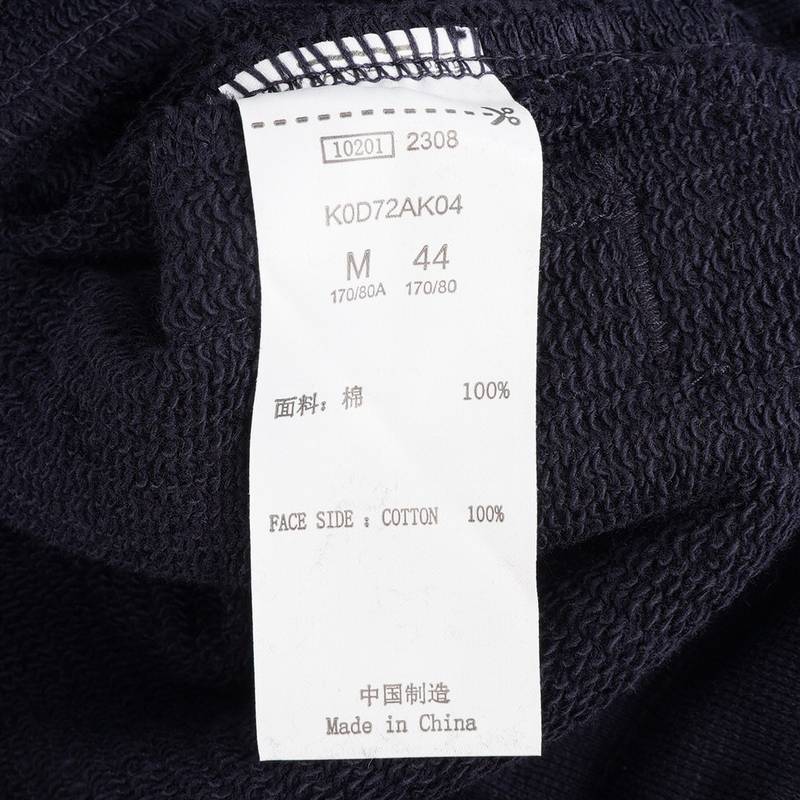 10201 2308
K0D72AK04
M 44
170/80A 170/80
面料：棉 100%
FACE SIDE : COTTON 100%
中国制造
Made in China